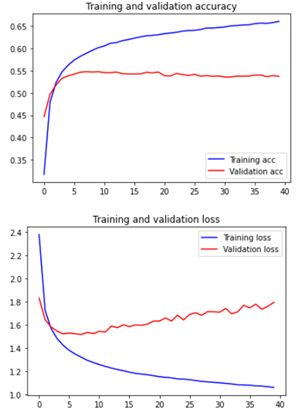 Training and validation accuracy
0.65
0.60
0.55
0.50
0.45
0.40
0.35
Training acc
Validation acc
0 5 10 15 20 25 30 35 40
Training and validation loss
2.4
2.2
2.0
1.8
1.6
1.4
1.2
1.0
Training loss
Validation loss
0 5 10 15 20 25 30 35 40